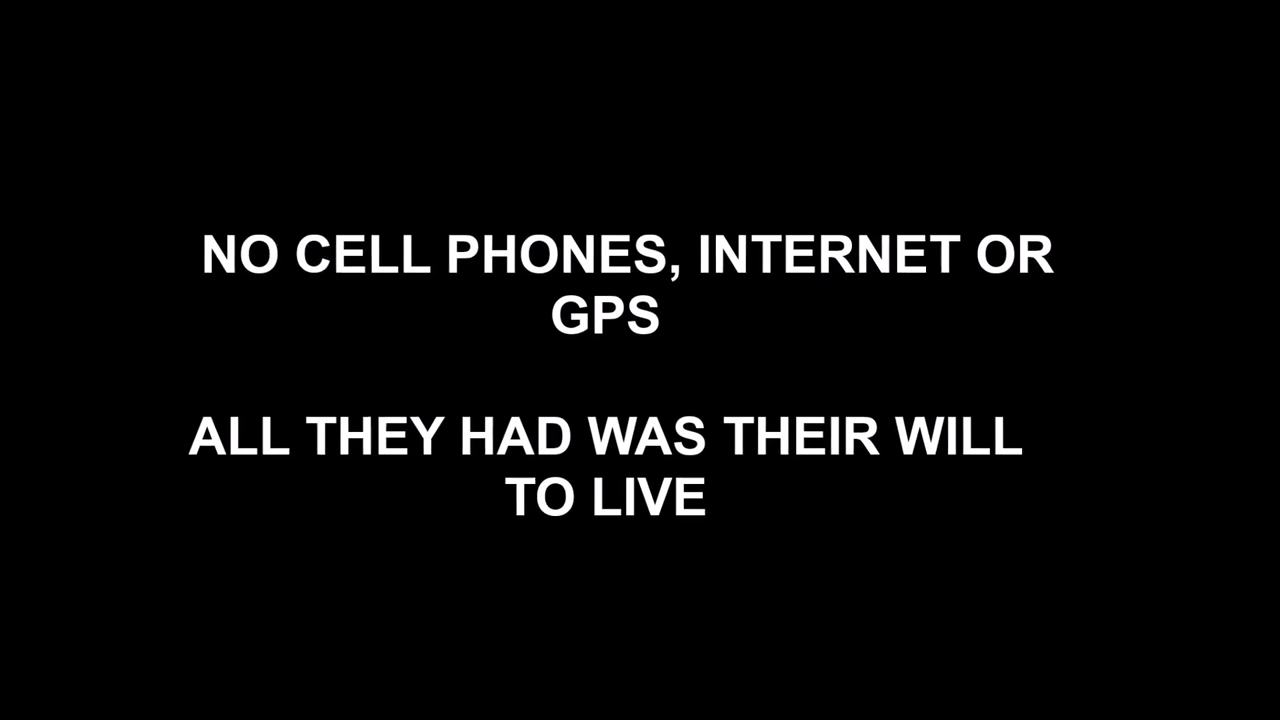 NO CELL PHONES, INTERNET OR
GPS
ALL THEY HAD WAS THEIR WILL
TO LIVE